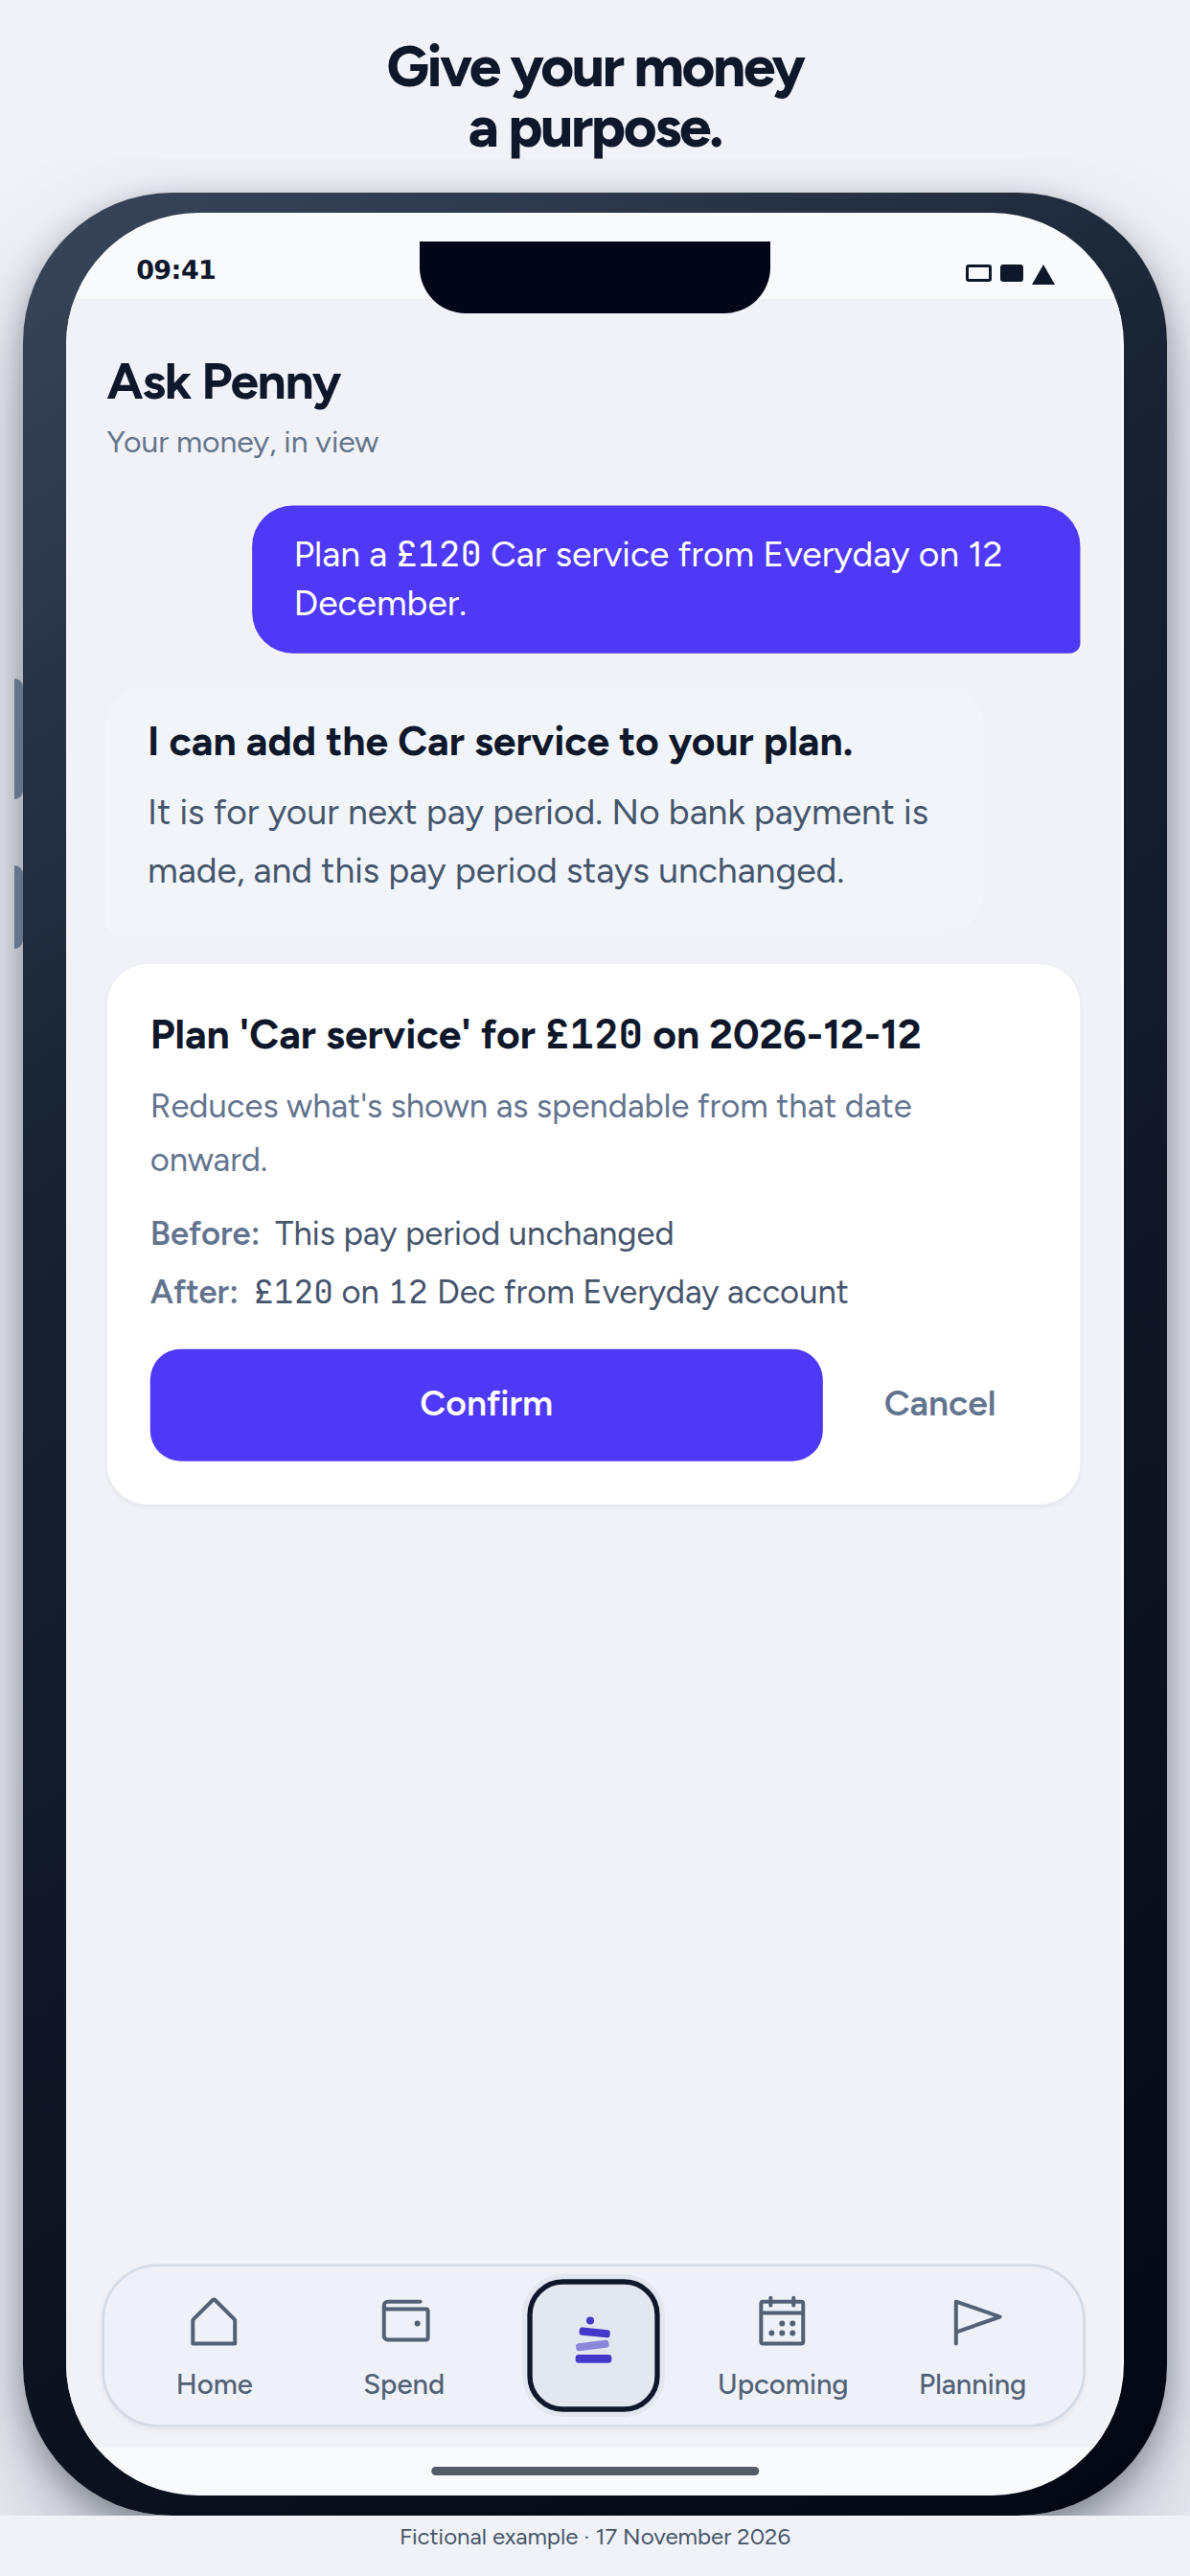 Give your money
a purpose.
09:41
Ask Penny
Your money, in view
Plan a £120 Car service from Everyday on 12
December.
I can add the Car service to your plan.
It is for your next pay period. No bank payment is
made, and this pay period stays unchanged.
Plan 'Car service' for £120 on 2026-12-12
Reduces what's shown as spendable from that date
onward.
Before: This pay period unchanged
After: £120 on 12 Dec from Everyday account
Confirm
Cancel
Home
Spend
Upcoming
Planning
Fictional example · 17 November 2026